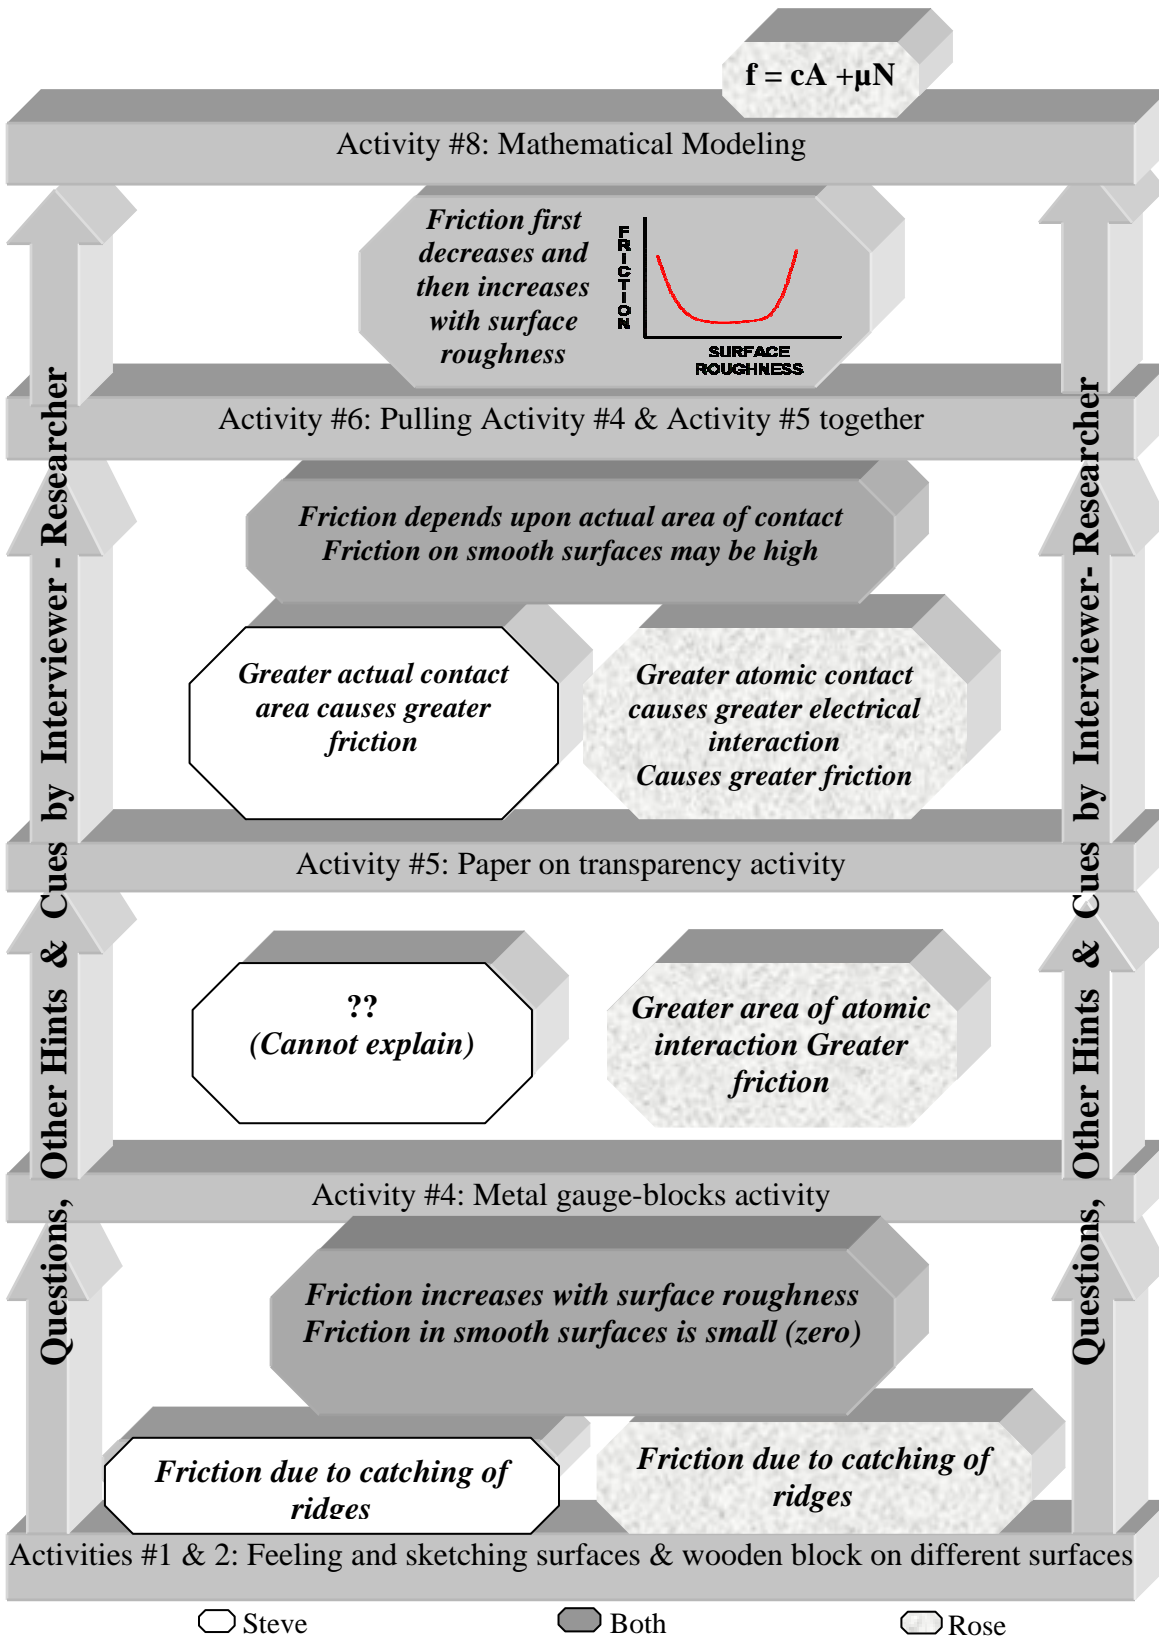 f = cA +µN
Activity #8: Mathematical Modeling
Friction first
decreases and
then increases
with surface
roughness
FRICTION
SURFACE
ROUGHNESS
Activity #6: Pulling Activity #4 & Activity #5 together
Friction depends upon actual area of contact
Friction on smooth surfaces may be high
Greater actual contact
area causes greater
friction
Greater atomic contact
causes greater electrical
interaction
Causes greater friction
Activity #5: Paper on transparency activity
??
(Cannot explain)
Greater area of atomic
interaction Greater
friction
Activity #4: Metal gauge-blocks activity
Friction increases with surface roughness
Friction in smooth surfaces is small (zero)
Friction due to catching of
ridges
Friction due to catching of
ridges
Activities #1 & 2: Feeling and sketching surfaces & wooden block on different surfaces
Questions, Other Hints & Cues by Interviewer - Researcher
Questions, Other Hints & Cues by Interviewer- Researcher
Steve
Both
Rose